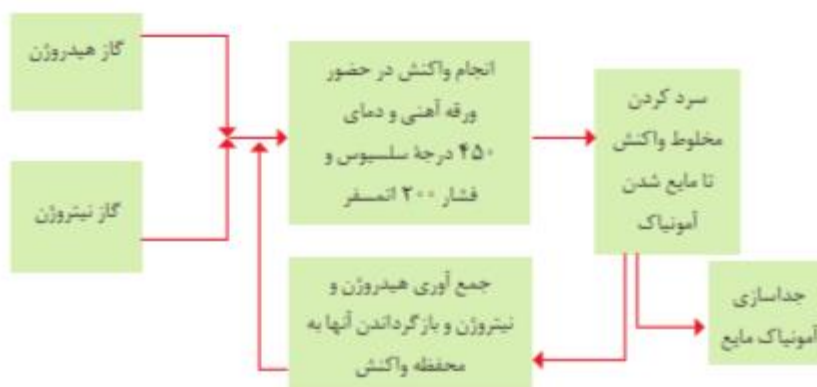 گاز هیدروژن
گاز نیتروژن
انجام واکنش در حضور
ورقه آهنی و دمای
۴۵۰ درجهٔ سلسیوس و
فشار ۲۰۰ اتمسفر
سرد کردن
مخلوط واکنش
تا مایع شدن
آمونیاک
جداسازی
آمونیاک مایع
جمع آوری هیدروژن و
نیتروژن و بازگرداندن آنها به
محفظه واکنش